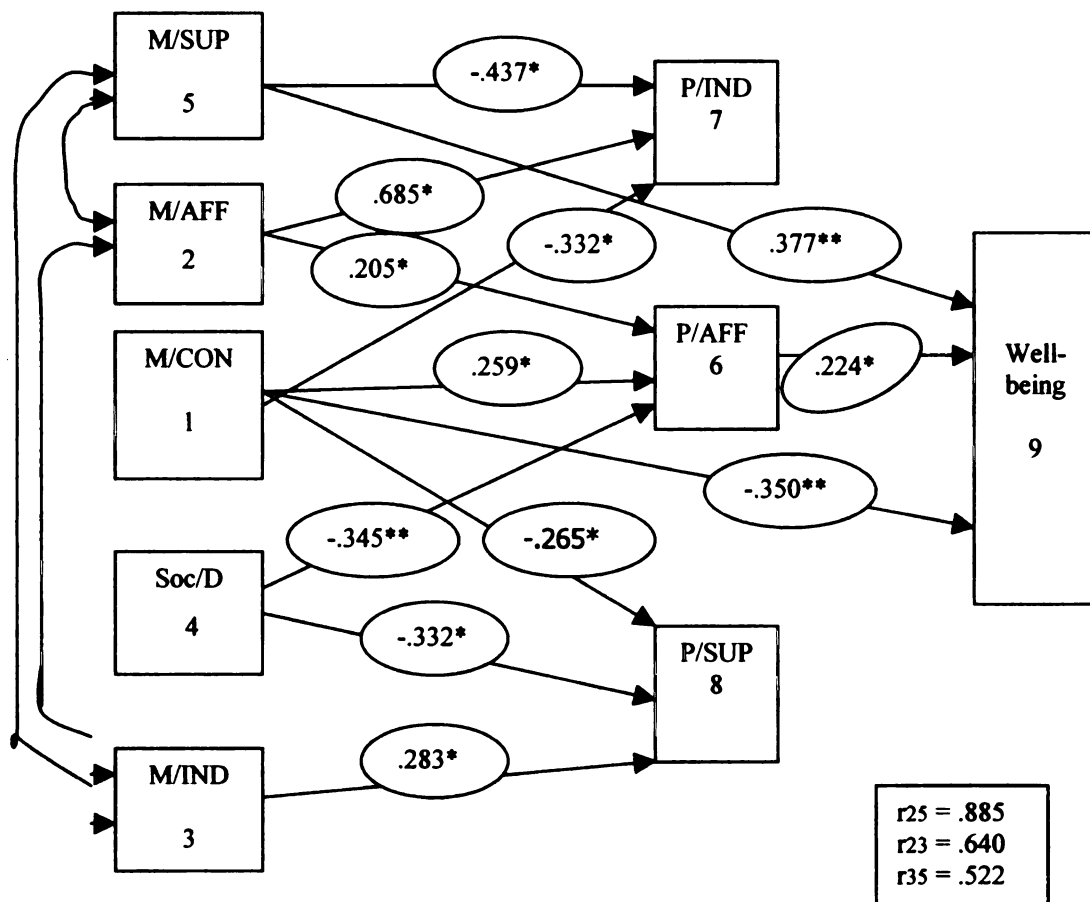 M/SUP
5
-.437*
P/IND
7
M/AFF
2
.685*
.205*
-.332*
.377**
M/CON
1
.259*
P/AFF
6
.224*
Well-
being
9
-.350**
Soc/D
4
-.345**
-.265*
-.332*
P/SUP
8
M/IND
3
.283*
r25 = .885
r23 = .640
r35 = .522